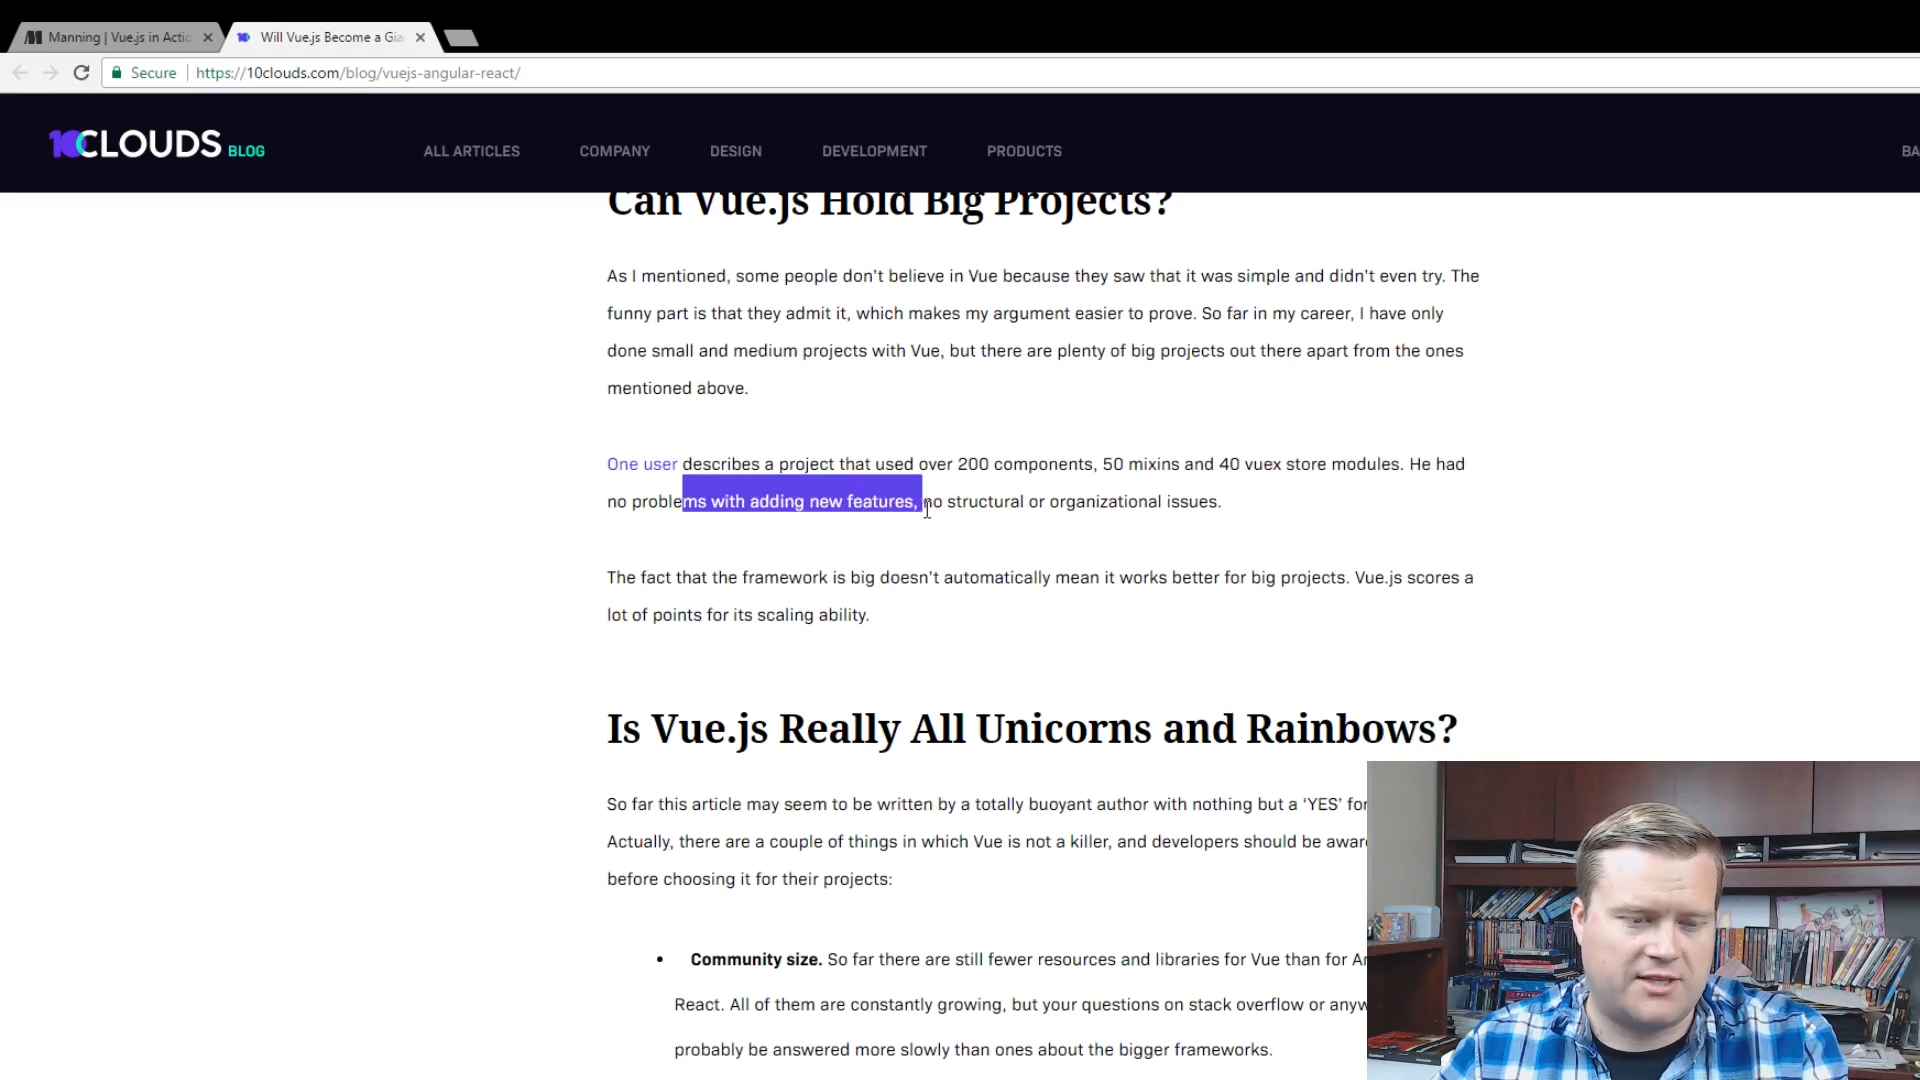 Manning | Vue.js in Actio
Will Vue.js Become a Gia
Secure
https://10clouds.com/blog/vuejs-angular-react/
10CLOUDS BLOG
ALL ARTICLES
COMPANY
DESIGN
DEVELOPMENT
PRODUCTS
BA
Can Vue.js Hold Big Projects?
As I mentioned, some people don’t believe in Vue because they saw that it was simple and didn’t even try. The
funny part is that they admit it, which makes my argument easier to prove. So far in my career, I have only
done small and medium projects with Vue, but there are plenty of big projects out there apart from the ones
mentioned above.
One user describes a project that used over 200 components, 50 mixins and 40 vuex store modules. He had
no problems with adding new features, no structural or organizational issues.
The fact that the framework is big doesn’t automatically mean it works better for big projects. Vue.js scores a
lot of points for its scaling ability.
Is Vue.js Really All Unicorns and Rainbows?
So far this article may seem to be written by a totally buoyant author with nothing but a ‘YES’ for
Actually, there are a couple of things in which Vue is not a killer, and developers should be aware
before choosing it for their projects:
• Community size. So far there are still fewer resources and libraries for Vue than for An
React. All of them are constantly growing, but your questions on stack overflow or anyw
probably be answered more slowly than ones about the bigger frameworks.